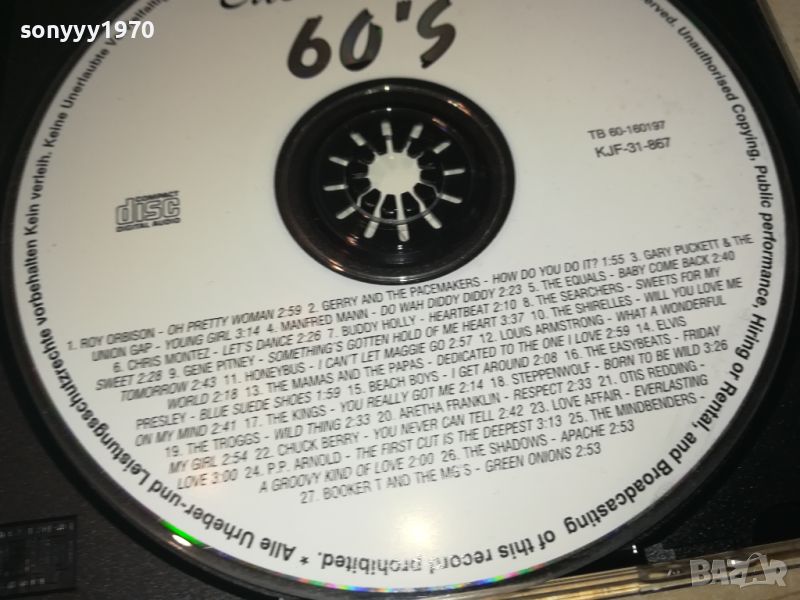 sonyyy1970
60'S
TB 60-160197
KJF-31-867
COMPACT
disc
DIGITAL AUDIO
1. ROY ORBISON - OH PRETTY WOMAN 2:59 2. GERRY AND THE PACEMAKERS - HOW DO YOU DO IT? 1:55 3. GARY PUCKETT & THE
UNION GAP - YOUNG GIRL 3:14 4. MANFRED MANN - DO WAH DIDDY DIDDY 2:23 5. THE EQUALS - BABY COME BACK 2:40
6. CHRIS MONTEZ - LET'S DANCE 2:26 7. BUDDY HOLLY - HEARTBEAT 2:10 8. THE SEARCHERS - SWEETS FOR MY
SWEET 2:28 9. GENE PITNEY - SOMETHING'S GOTTEN HOLD OF ME HEART 3:37 10. THE SHIRELLES - WILL YOU LOVE ME
TOMORROW 2:43 11. HONEYBUS - I CAN'T LET MAGGIE GO 2:57 12. LOUIS ARMSTRONG - WHAT A WONDERFUL
WORLD 2:18 13. THE MAMAS AND THE PAPAS - DEDICATED TO THE ONE I LOVE 2:59 14. ELVIS
PRESLEY - BLUE SUEDE SHOES 1:59 15. BEACH BOYS - I GET AROUND 2:08 16. THE EASYBEATS - FRIDAY
ON MY MIND 2:41 17. THE KINGS - YOU REALLY GOT ME 2:14 18. STEPPENWOLF - BORN TO BE WILD 3:26
19. THE TROGGS - WILD THING 2:33 20. ARETHA FRANKLIN - RESPECT 2:33 21. OTIS REDDING -
MY GIRL 2:54 22. CHUCK BERRY - YOU NEVER CAN TELL 2:42 23. LOVE AFFAIR - EVERLASTING
LOVE 3:00 24. P.P. ARNOLD - THE FIRST CUT IS THE DEEPEST 3:13 25. THE MINDBENDERS -
A GROOVY KIND OF LOVE 2:00 26. THE SHADOWS - APACHE 2:53
27. BOOKER T AND THE MG'S - GREEN ONIONS 2:53
* Alle Urheber-und Leistungsschutzrechte vorbehalten Kein verleih. Keine Unerlaubte
Unauthorised Copying, Public performance, Hiring or Rental, and Broadcasting of this record prohibited.
BAZAR